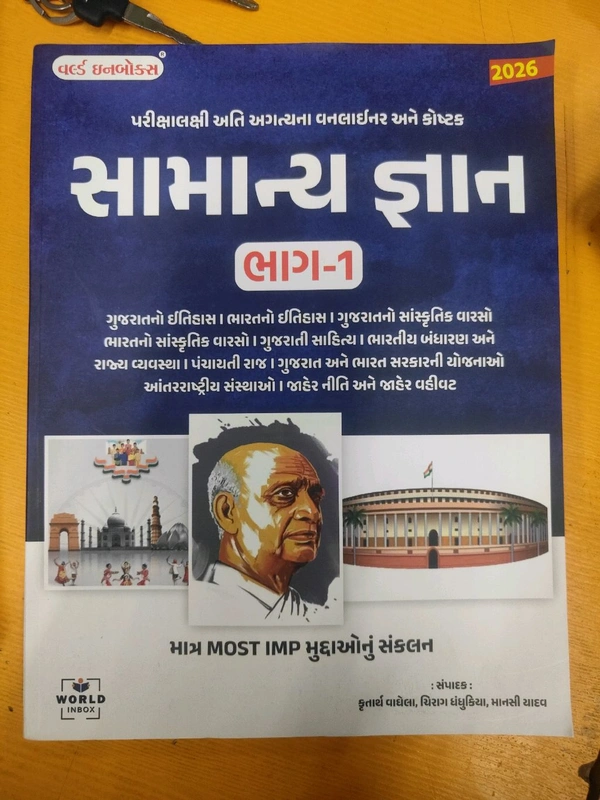 વર્લ્ડ ઇનબોક્સ
®
2026
પરીક્ષાલક્ષી અતિ અગત્યના વનલાઈનર અને કોષ્ટક
સામાન્ય જ્ઞાન
ભાગ-1
ગુજરાતનો ઈતિહાસ । ભારતનો ઈતિહાસ । ગુજરાતનો સાંસ્કૃતિક વારસો
ભારતનો સાંસ્કૃતિક વારસો । ગુજરાતી સાહિત્ય । ભારતીય બંધારણ અને
રાજ્ય વ્યવસ્થા । પંચાયતી રાજ । ગુજરાત અને ભારત સરકારની યોજનાઓ
આંતરરાષ્ટ્રીય સંસ્થાઓ । જાહેર નીતિ અને જાહેર વહીવટ
માત્ર MOST IMP મુદ્દાઓનું સંકલન
WORLD
INBOX
: સંપાદક :
કૃતાર્થ વાઘેલા, ચિરાગ ધંધુકિયા, માનસી યાદવ